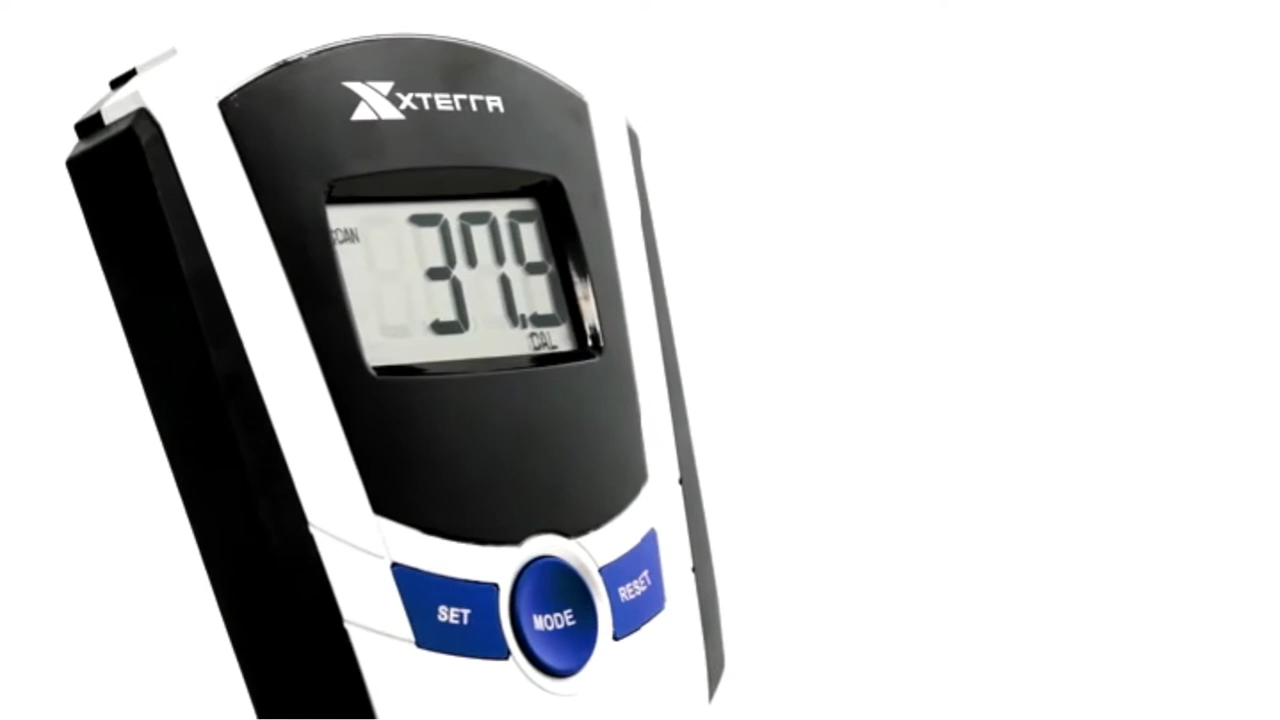 XTERRA
SCAN
37.9
CAL
SET
MODE
RESET